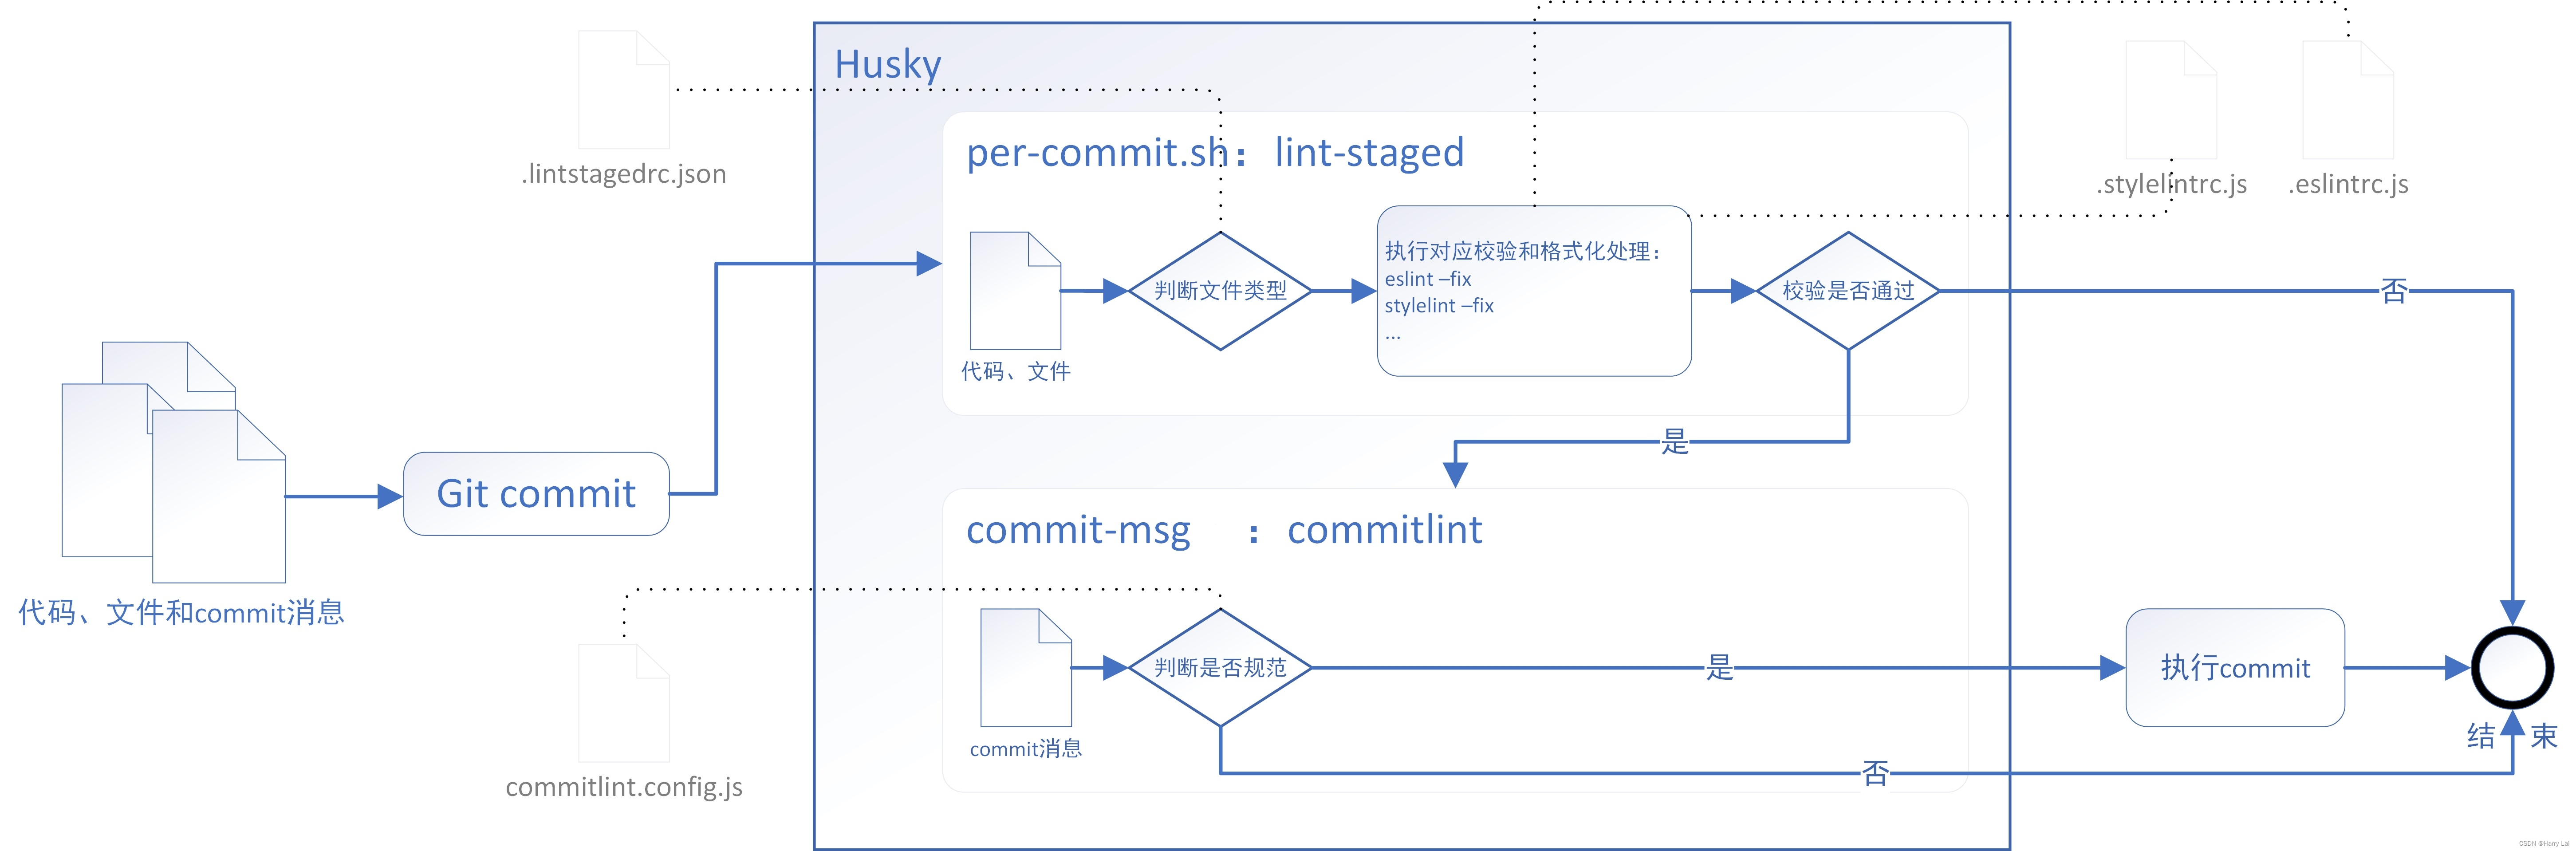 Husky
.lintstagedrc.json
per-commit.sh：lint-staged
.stylelintrc.js
.eslintrc.js
判断文件类型
执行对应校验和格式化处理：
eslint –fix
stylelint –fix
...
校验是否通过
否
代码、文件
是
Git commit
代码、文件和commit消息
commit-msg ：commitlint
判断是否规范
是
执行commit
commit消息
结 束
否
commitlint.config.js
CSDN @Harry Lai